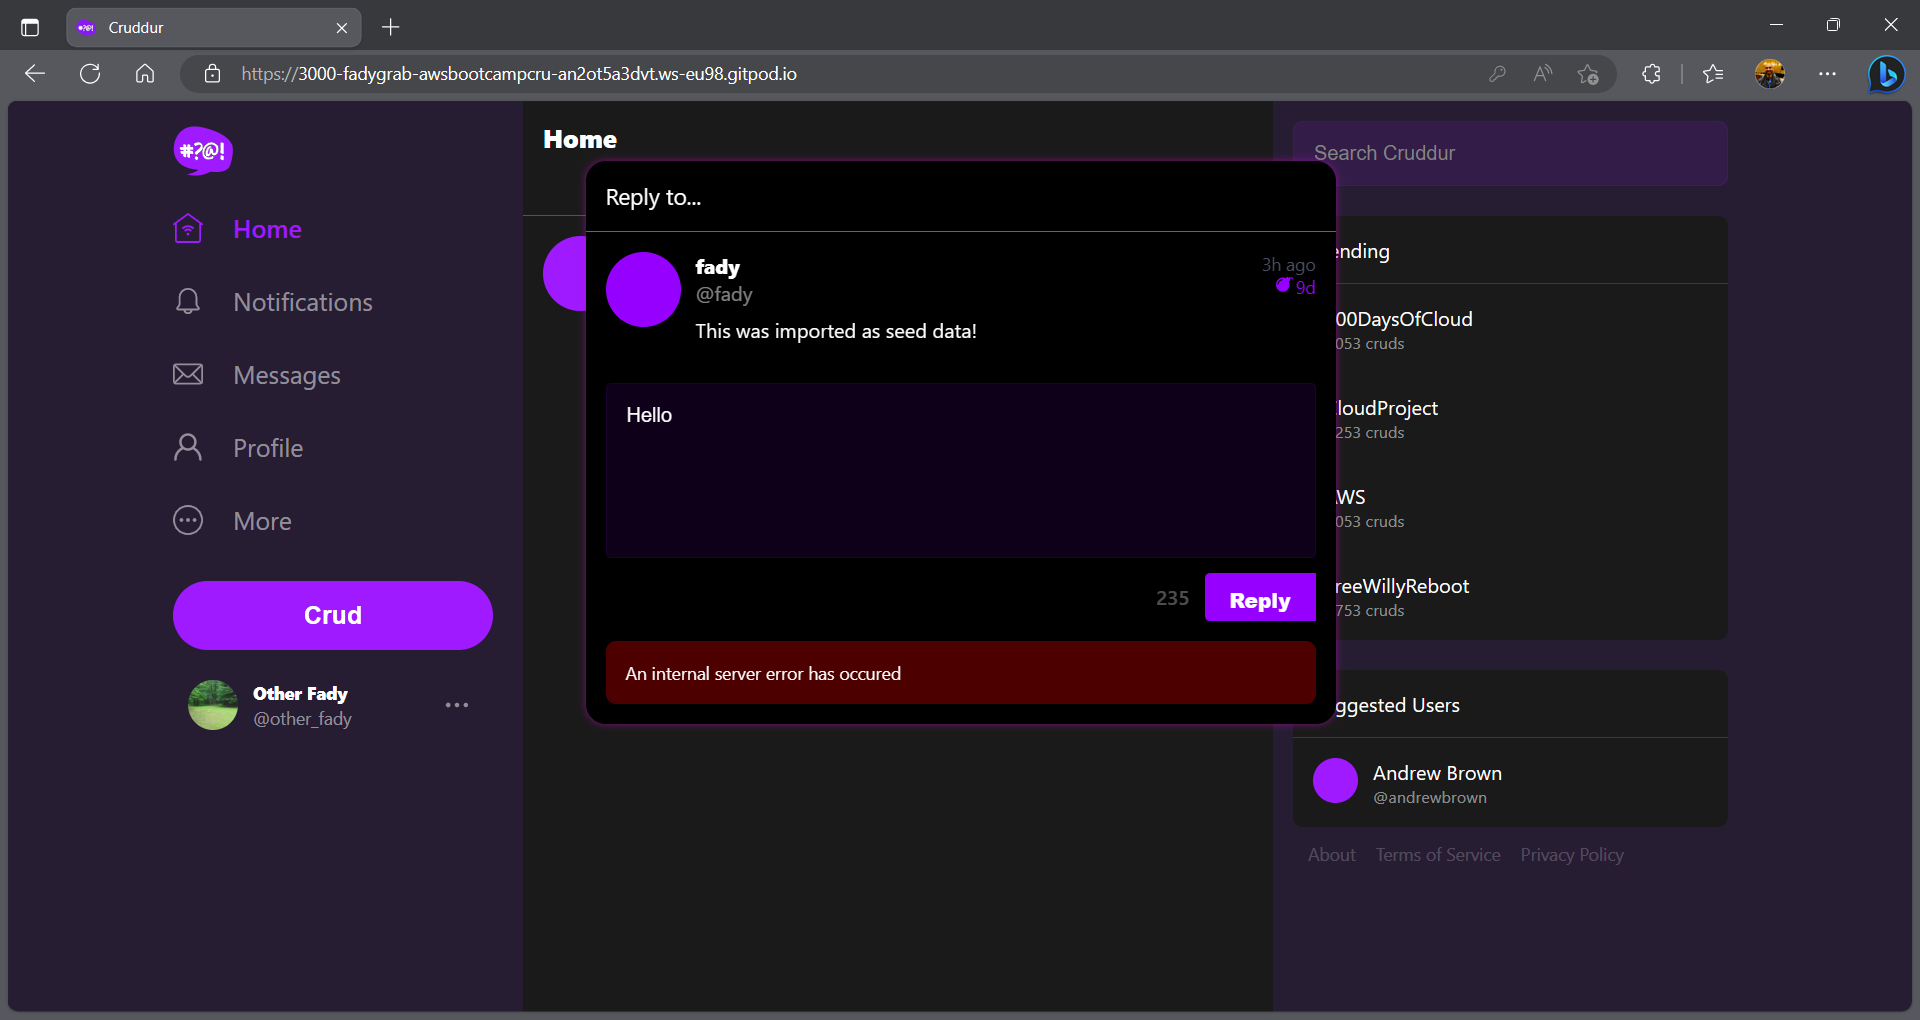 Cruddur
https://3000-fadygrab-awsbootcampcru-an2ot5a3dvt.ws-eu98.gitpod.io
#?@!
Home
Notifications
Messages
Profile
More
Crud
Other Fady
@other_fady
Home
Reply to...
fady
@fady
3h ago
9d
This was imported as seed data!
Hello
235
Reply
An internal server error has occured
Search Cruddur
ending
00DaysOfCloud
053 cruds
loudProject
253 cruds
WS
053 cruds
reeWillyReboot
753 cruds
ggested Users
Andrew Brown
@andrewbrown
About Terms of Service Privacy Policy